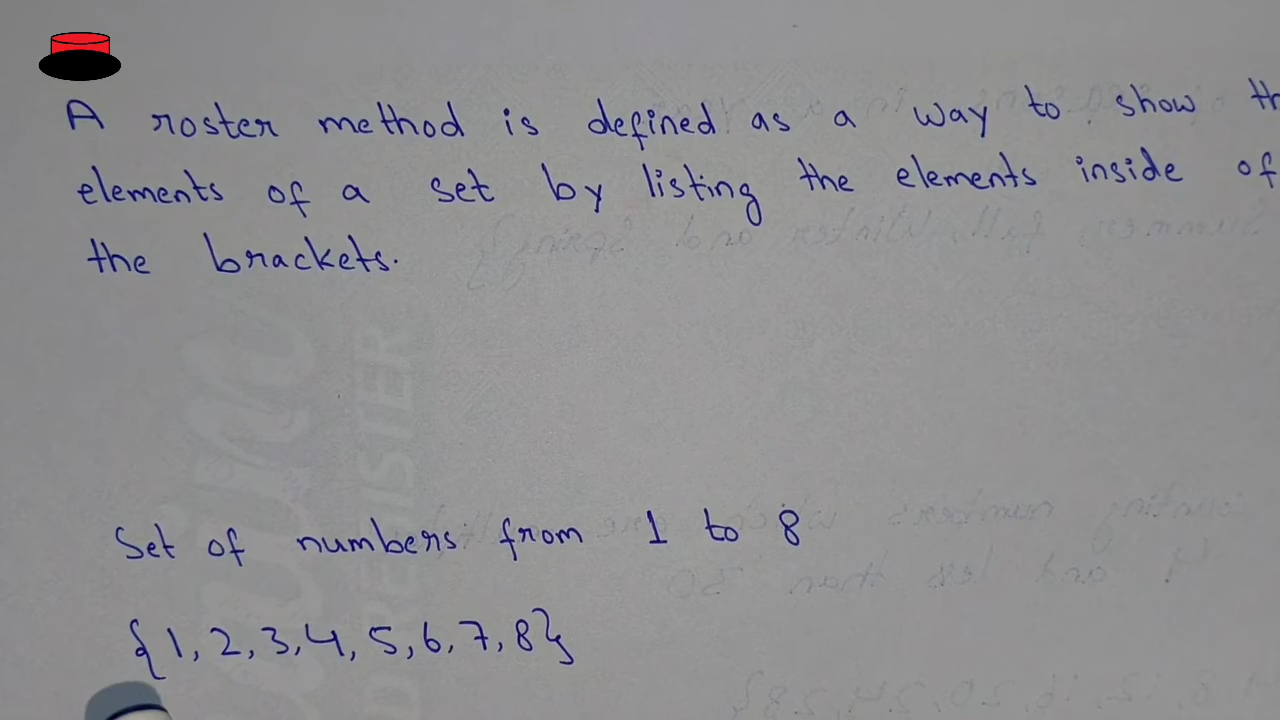 A roster method is defined as a way to show th
elements of a set by listing the elements inside of
the brackets.
Set of numbers from 1 to 8
{1, 2, 3, 4, 5, 6, 7, 8}